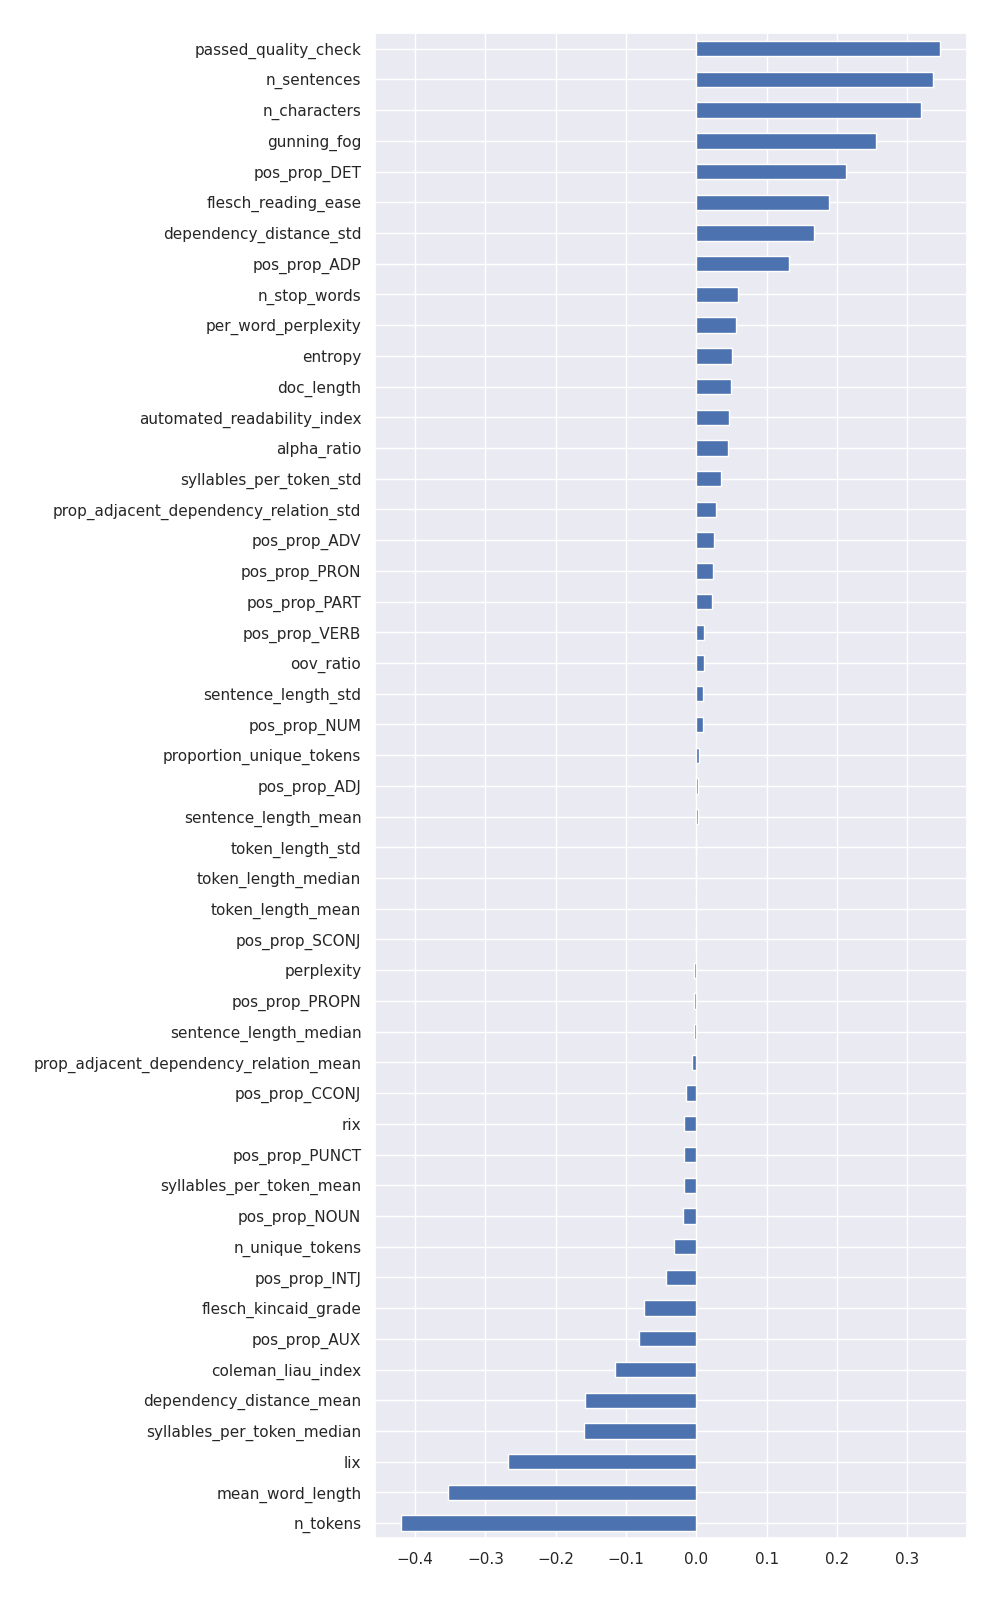 passed_quality_check
n_sentences
n_characters
gunning_fog
pos_prop_DET
flesch_reading_ease
dependency_distance_std
pos_prop_ADP
n_stop_words
per_word_perplexity
entropy
doc_length
automated_readability_index
alpha_ratio
syllables_per_token_std
prop_adjacent_dependency_relation_std
pos_prop_ADV
pos_prop_PRON
pos_prop_PART
pos_prop_VERB
oov_ratio
sentence_length_std
pos_prop_NUM
proportion_unique_tokens
pos_prop_ADJ
sentence_length_mean
token_length_std
token_length_median
token_length_mean
pos_prop_SCONJ
perplexity
pos_prop_PROPN
sentence_length_median
prop_adjacent_dependency_relation_mean
pos_prop_CCONJ
rix
pos_prop_PUNCT
syllables_per_token_mean
pos_prop_NOUN
n_unique_tokens
pos_prop_INTJ
flesch_kincaid_grade
pos_prop_AUX
coleman_liau_index
dependency_distance_mean
syllables_per_token_median
lix
mean_word_length
n_tokens
−0.4 −0.3 −0.2 −0.1 0.0 0.1 0.2 0.3